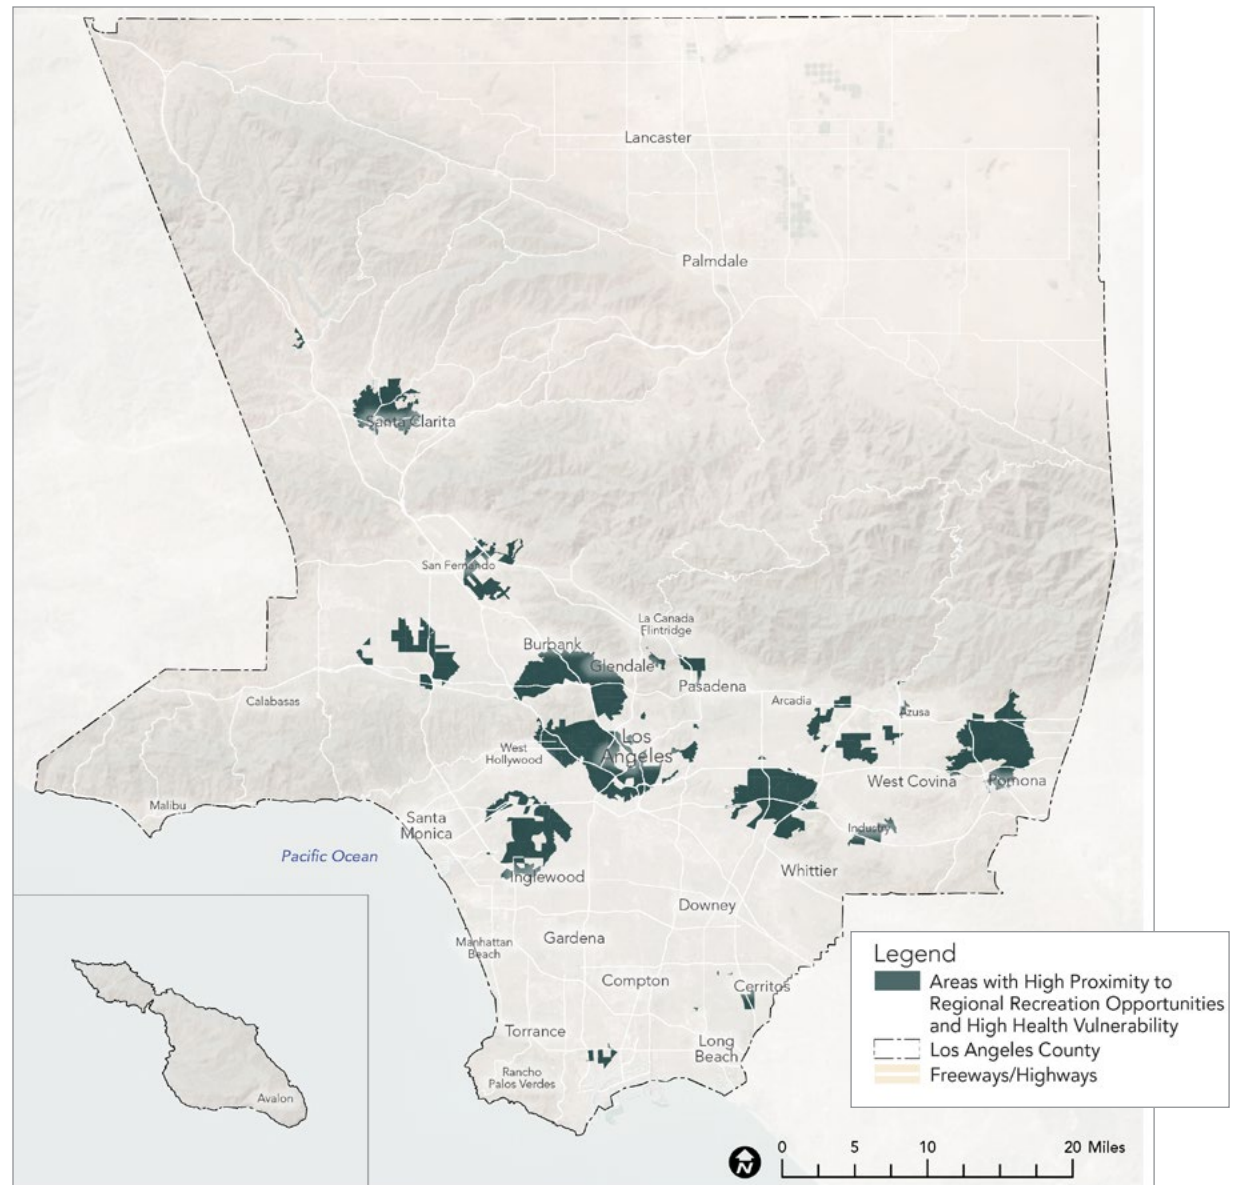 Lancaster
Palmdale
Santa Clarita
San Fernando
La Canada
Flintridge
Burbank
Glendale
Pasadena
Calabasas
Arcadia
Azusa
West
Hollywood
Los
Angeles
West Covina
Pomona
Malibu
Santa
Monica
Industry
Pacific Ocean
Whittier
Inglewood
Downey
Manhattan
Beach
Gardena
Compton
Cerritos
Torrance
Long
Beach
Rancho
Palos Verdes
Avalon
Legend
Areas with High Proximity to
Regional Recreation Opportunities
and High Health Vulnerability
Los Angeles County
Freeways/Highways
N
0 5 10 20 Miles